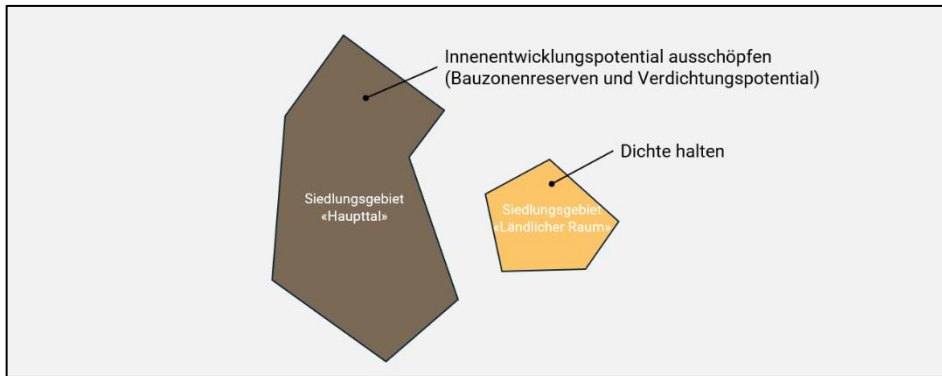 Innenentwicklungspotential ausschöpfen
(Bauzonenreserven und Verdichtungspotential)
Dichte halten
Siedlungsgebiet
«Haupttal»
Siedlungsgebiet
«Ländlicher Raum»